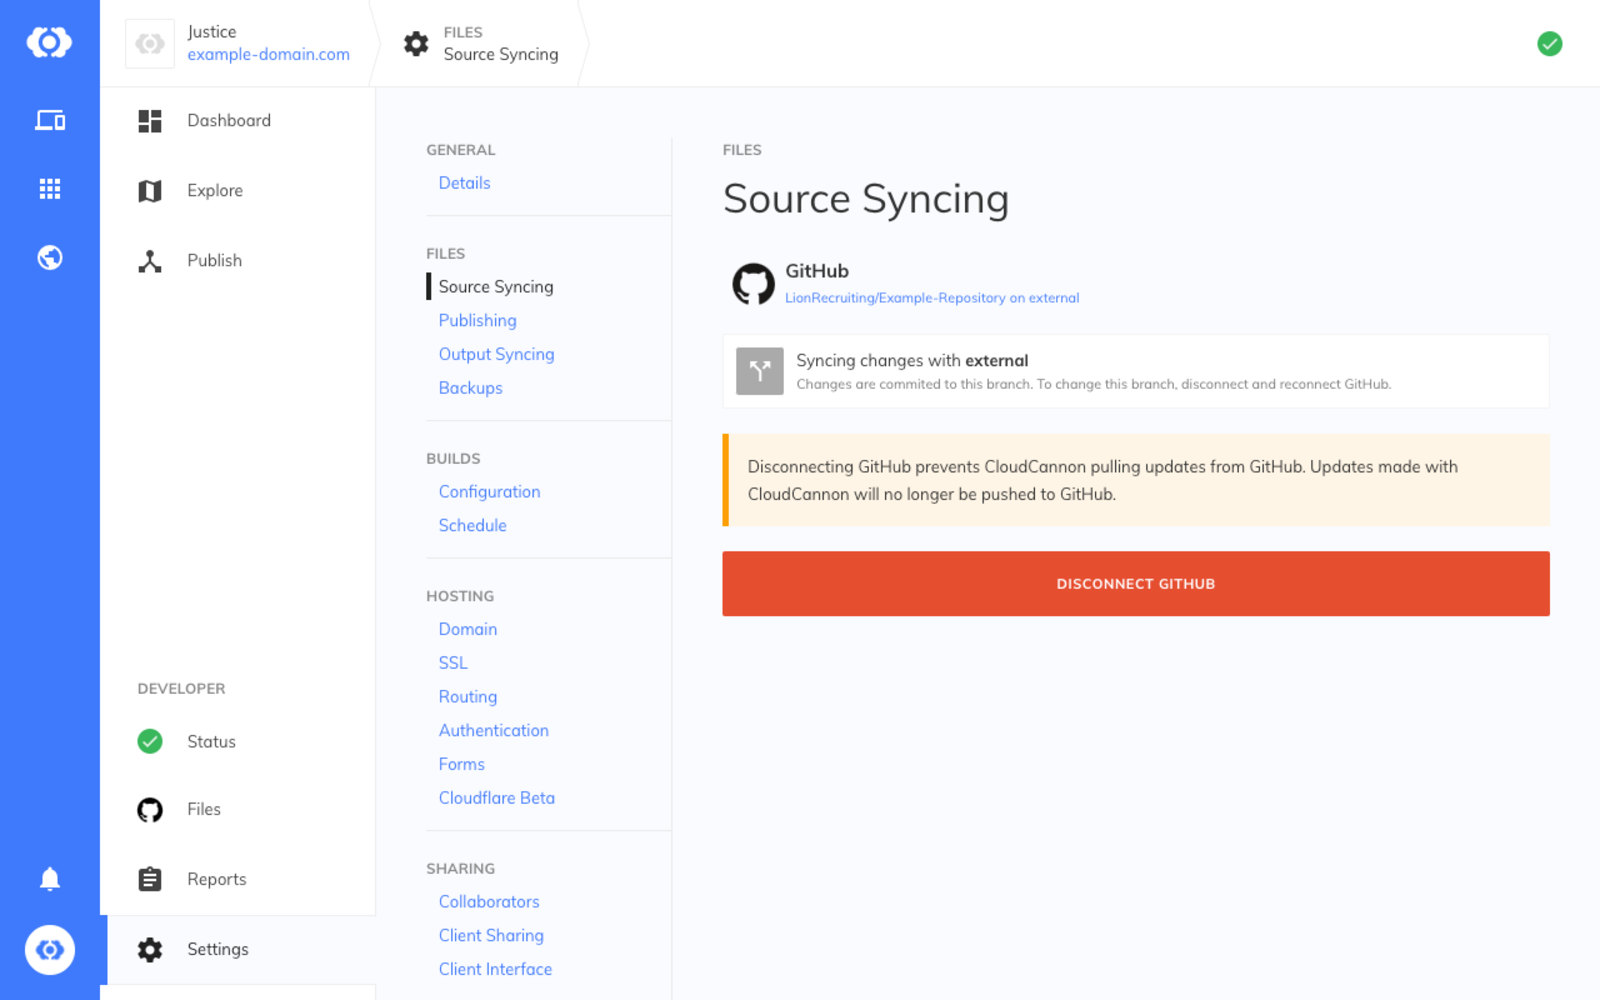 Justice
example-domain.com
FILES
Source Syncing
Dashboard
Explore
Publish
DEVELOPER
Status
Files
Reports
Settings
GENERAL
Details
FILES
Source Syncing
Publishing
Output Syncing
Backups
BUILDS
Configuration
Schedule
HOSTING
Domain
SSL
Routing
Authentication
Forms
Cloudflare Beta
SHARING
Collaborators
Client Sharing
Client Interface
FILES
Source Syncing
GitHub
LionRecruiting/Example-Repository on external
Syncing changes with external
Changes are commited to this branch. To change this branch, disconnect and reconnect GitHub.
Disconnecting GitHub prevents CloudCannon pulling updates from GitHub. Updates made with
CloudCannon will no longer be pushed to GitHub.
DISCONNECT GITHUB